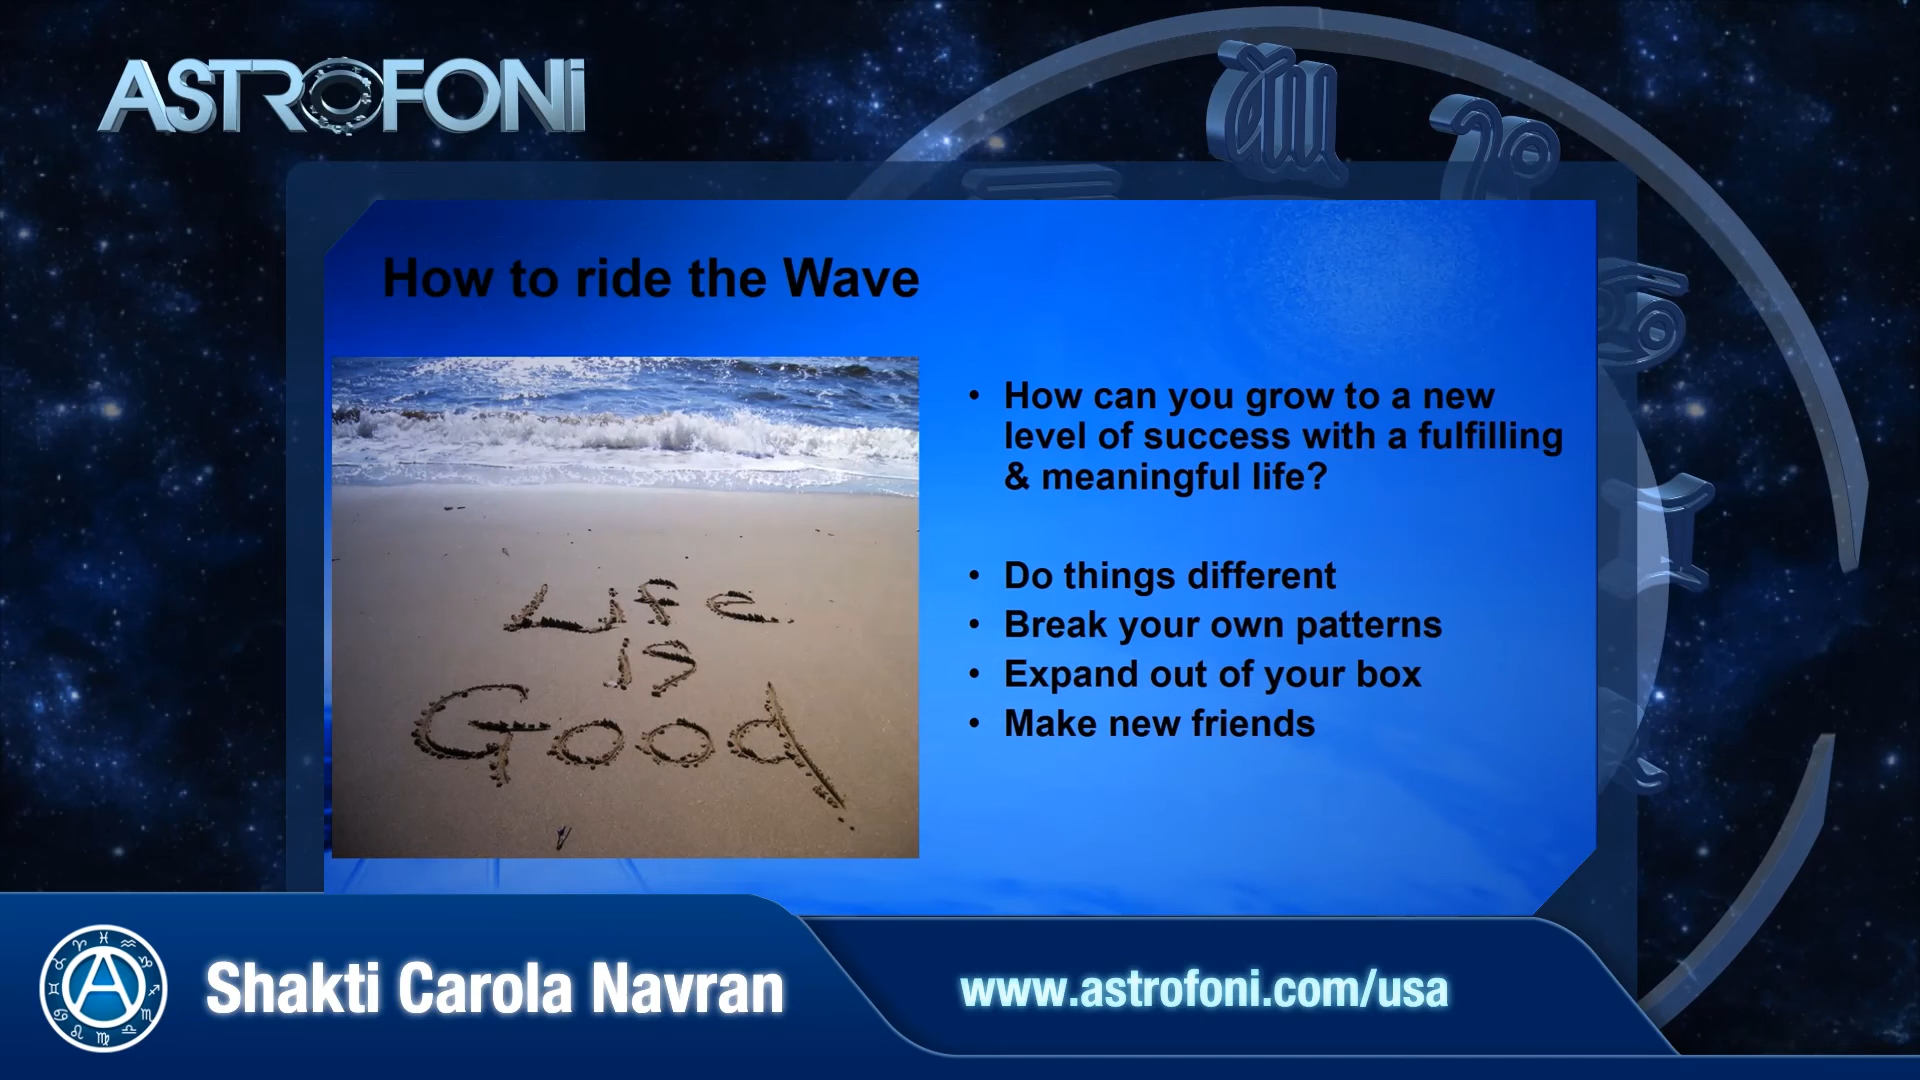 ASTROFONi
How to ride the Wave
Life
is
Good
• How can you grow to a new
level of success with a fulfilling
& meaningful life?
• Do things different
• Break your own patterns
• Expand out of your box
• Make new friends
Shakti Carola Navran
www.astrofoni.com/usa